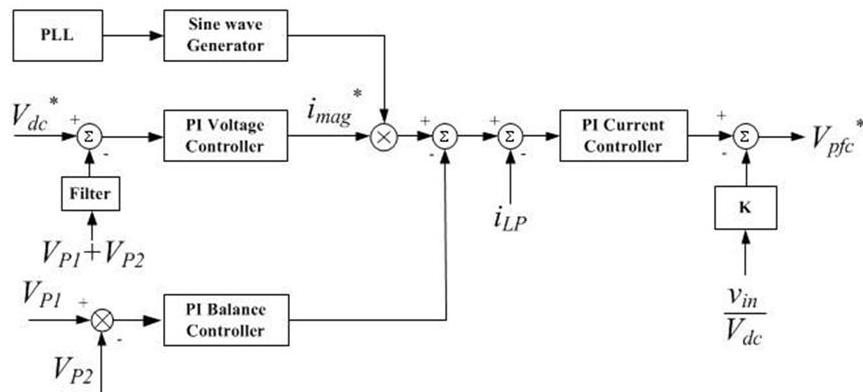 PLL
Sine wave
Generator
V_dc^*
+
Σ
-
PI Voltage
Controller
i_mag^*
×
+
Σ
-
+
Σ
-
PI Current
Controller
+
Σ
-
V_pfc^*
Filter
V_P1+V_P2
i_LP
K
v_in
V_dc
V_P1
+
×
-
V_P2
PI Balance
Controller